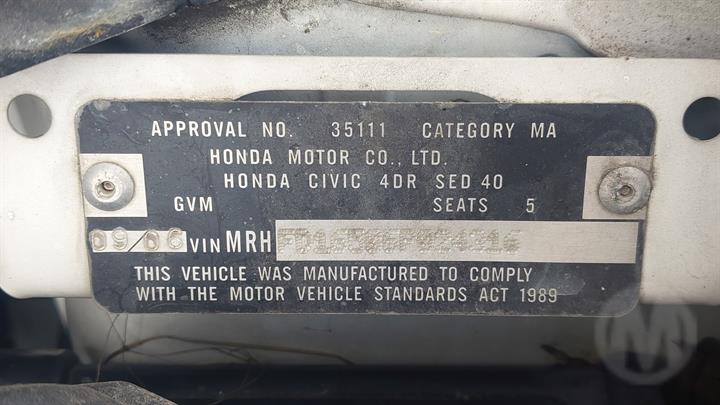 APPROVAL NO. 35111 CATEGORY MA
HONDA MOTOR CO., LTD.
HONDA CIVIC 4DR SED 40
GVM SEATS 5
09/06 VIN MRH
THIS VEHICLE WAS MANUFACTURED TO COMPLY
WITH THE MOTOR VEHICLE STANDARDS ACT 1989
M